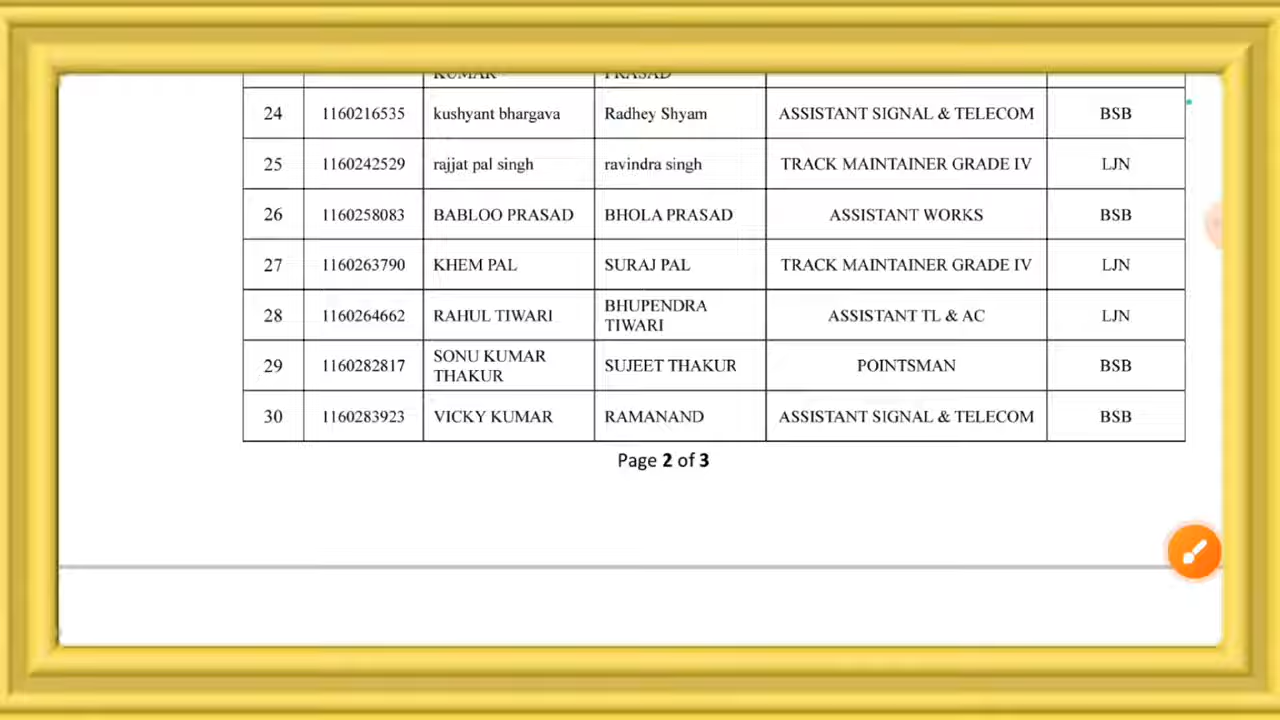 KUMAR PRASAD
24 1160216535 kushyant bhargava Radhey Shyam ASSISTANT SIGNAL & TELECOM BSB
25 1160242529 rajjat pal singh ravindra singh TRACK MAINTAINER GRADE IV LJN
26 1160258083 BABLOO PRASAD BHOLA PRASAD ASSISTANT WORKS BSB
27 1160263790 KHEM PAL SURAJ PAL TRACK MAINTAINER GRADE IV LJN
28 1160264662 RAHUL TIWARI BHUPENDRA TIWARI ASSISTANT TL & AC LJN
29 1160282817 SONU KUMAR THAKUR SUJEET THAKUR POINTSMAN BSB
30 1160283923 VICKY KUMAR RAMANAND ASSISTANT SIGNAL & TELECOM BSB
Page 2 of 3